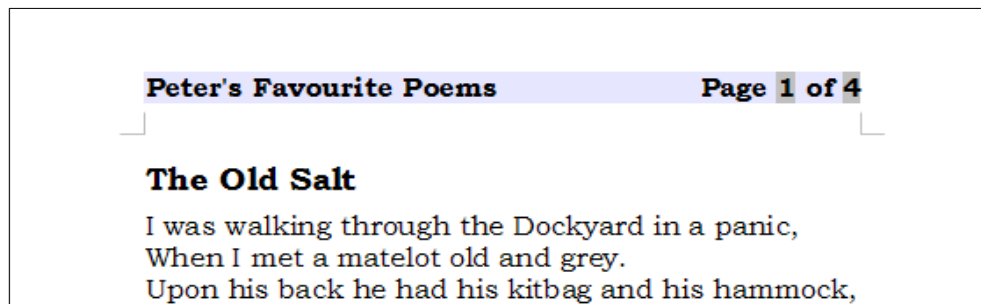 Peter's Favourite Poems Page 1 of 4
The Old Salt
I was walking through the Dockyard in a panic,
When I met a matelot old and grey.
Upon his back he had his kitbag and his hammock,